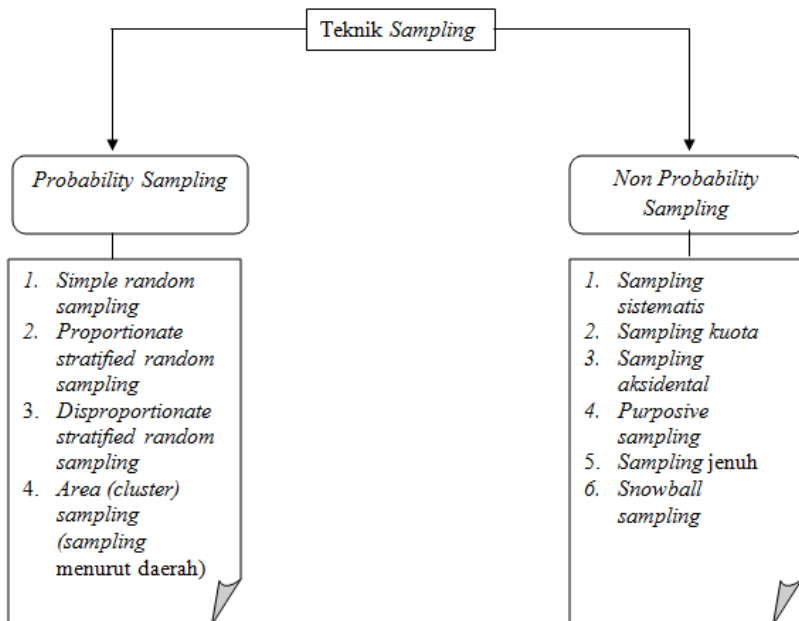 Teknik Sampling
Probability Sampling
Non Probability
Sampling
1. Simple random
sampling
2. Proportionate
stratified random
sampling
3. Disproportionate
stratified random
sampling
4. Area (cluster)
sampling
(sampling
menurut daerah)
1. Sampling
sistematis
2. Sampling kuota
3. Sampling
aksidental
4. Purposive
sampling
5. Sampling jenuh
6. Snowball
sampling